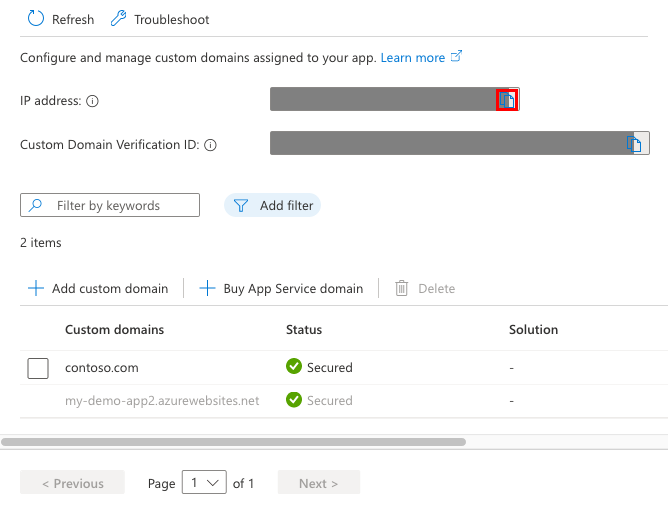 Refresh Troubleshoot
Configure and manage custom domains assigned to your app. Learn more
IP address:
Custom Domain Verification ID:
Filter by keywords Add filter
2 items
Add custom domain Buy App Service domain Delete
Custom domains Status Solution
contoso.com Secured -
my-demo-app2.azurewebsites.net Secured -
< Previous Page 1 of 1 Next >